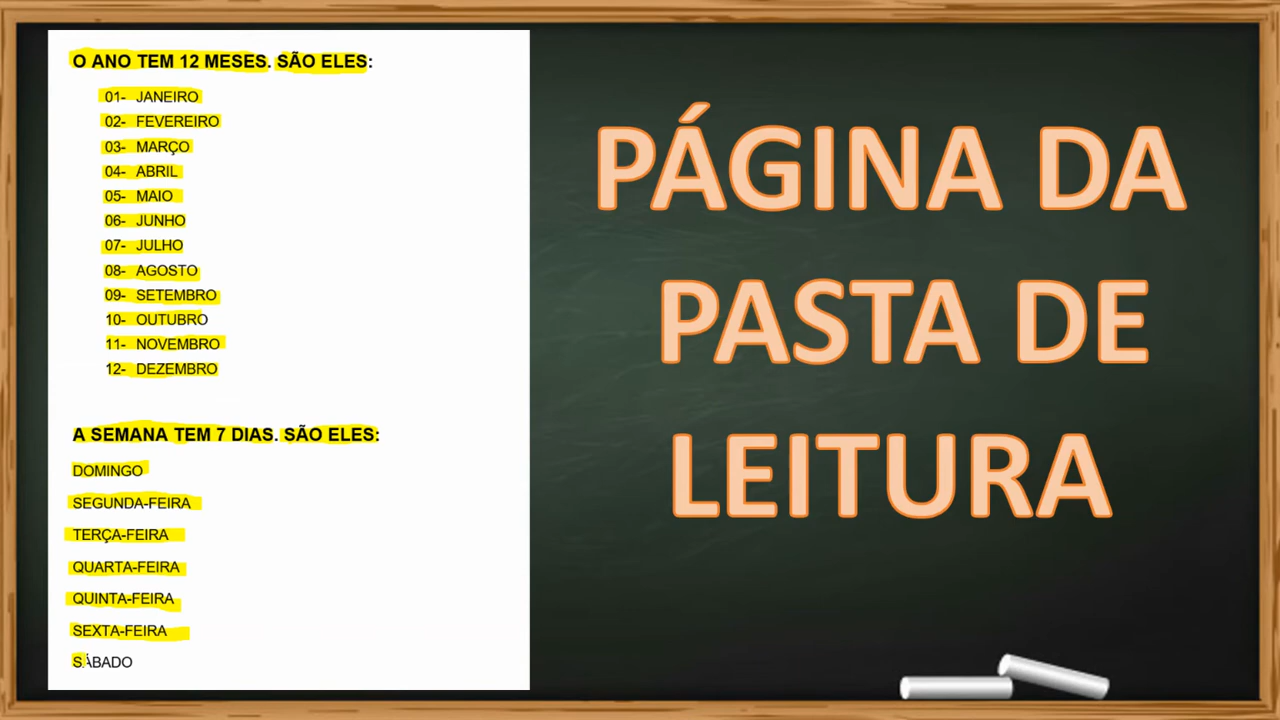 O ANO TEM 12 MESES. SÃO ELES:
01- JANEIRO
02- FEVEREIRO
03- MARÇO
04- ABRIL
05- MAIO
06- JUNHO
07- JULHO
08- AGOSTO
09- SETEMBRO
10- OUTUBRO
11- NOVEMBRO
12- DEZEMBRO
A SEMANA TEM 7 DIAS. SÃO ELES:
DOMINGO
SEGUNDA-FEIRA
TERÇA-FEIRA
QUARTA-FEIRA
QUINTA-FEIRA
SEXTA-FEIRA
SÁBADO
PÁGINA DA
PASTA DE
LEITURA